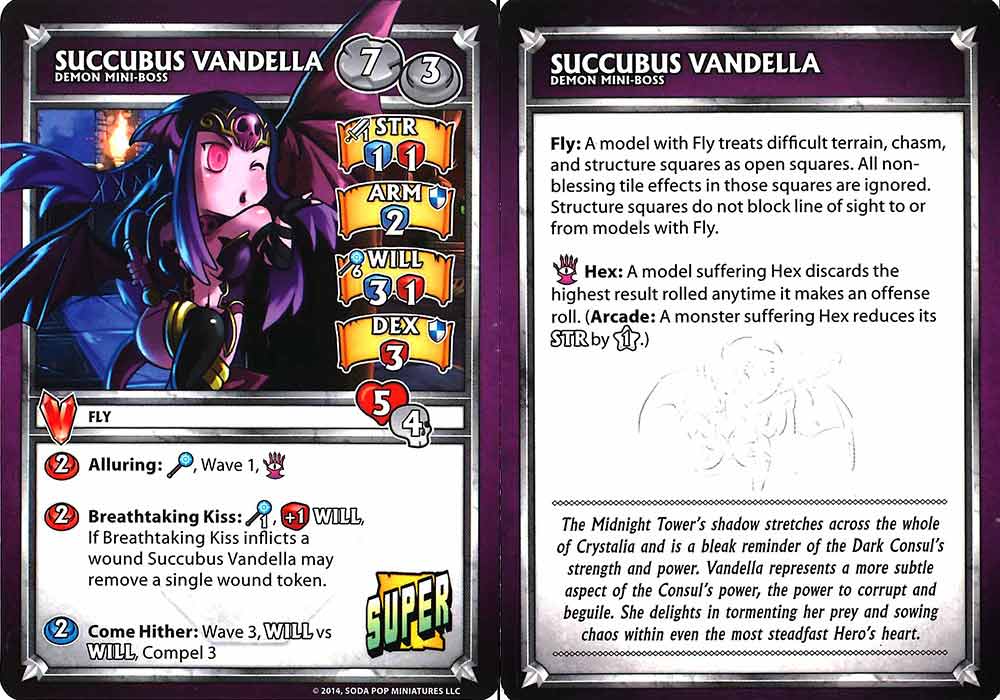 SUCCUBUS VANDELLA
DEMON MINI-BOSS
7
3
STR
1 1
ARM
2
6 WILL
3 1
DEX
3
FLY
5
4
2 Alluring: , Wave 1,
2 Breathtaking Kiss: 1, +1 WILL,
If Breathtaking Kiss inflicts a
wound Succubus Vandella may
remove a single wound token.
2 Come Hither: Wave 3, WILL vs
WILL, Compel 3
SUPER
© 2014, SODA POP MINIATURES LLC
SUCCUBUS VANDELLA
DEMON MINI-BOSS
Fly: A model with Fly treats difficult terrain, chasm,
and structure squares as open squares. All non-
blessing tile effects in those squares are ignored.
Structure squares do not block line of sight to or
from models with Fly.
Hex: A model suffering Hex discards the
highest result rolled anytime it makes an offense
roll. (Arcade: A monster suffering Hex reduces its
STR by 1.)
The Midnight Tower's shadow stretches across the whole
of Crystalia and is a bleak reminder of the Dark Consul's
strength and power. Vandella represents a more subtle
aspect of the Consul's power, the power to corrupt and
beguile. She delights in tormenting her prey and sowing
chaos within even the most steadfast Hero's heart.